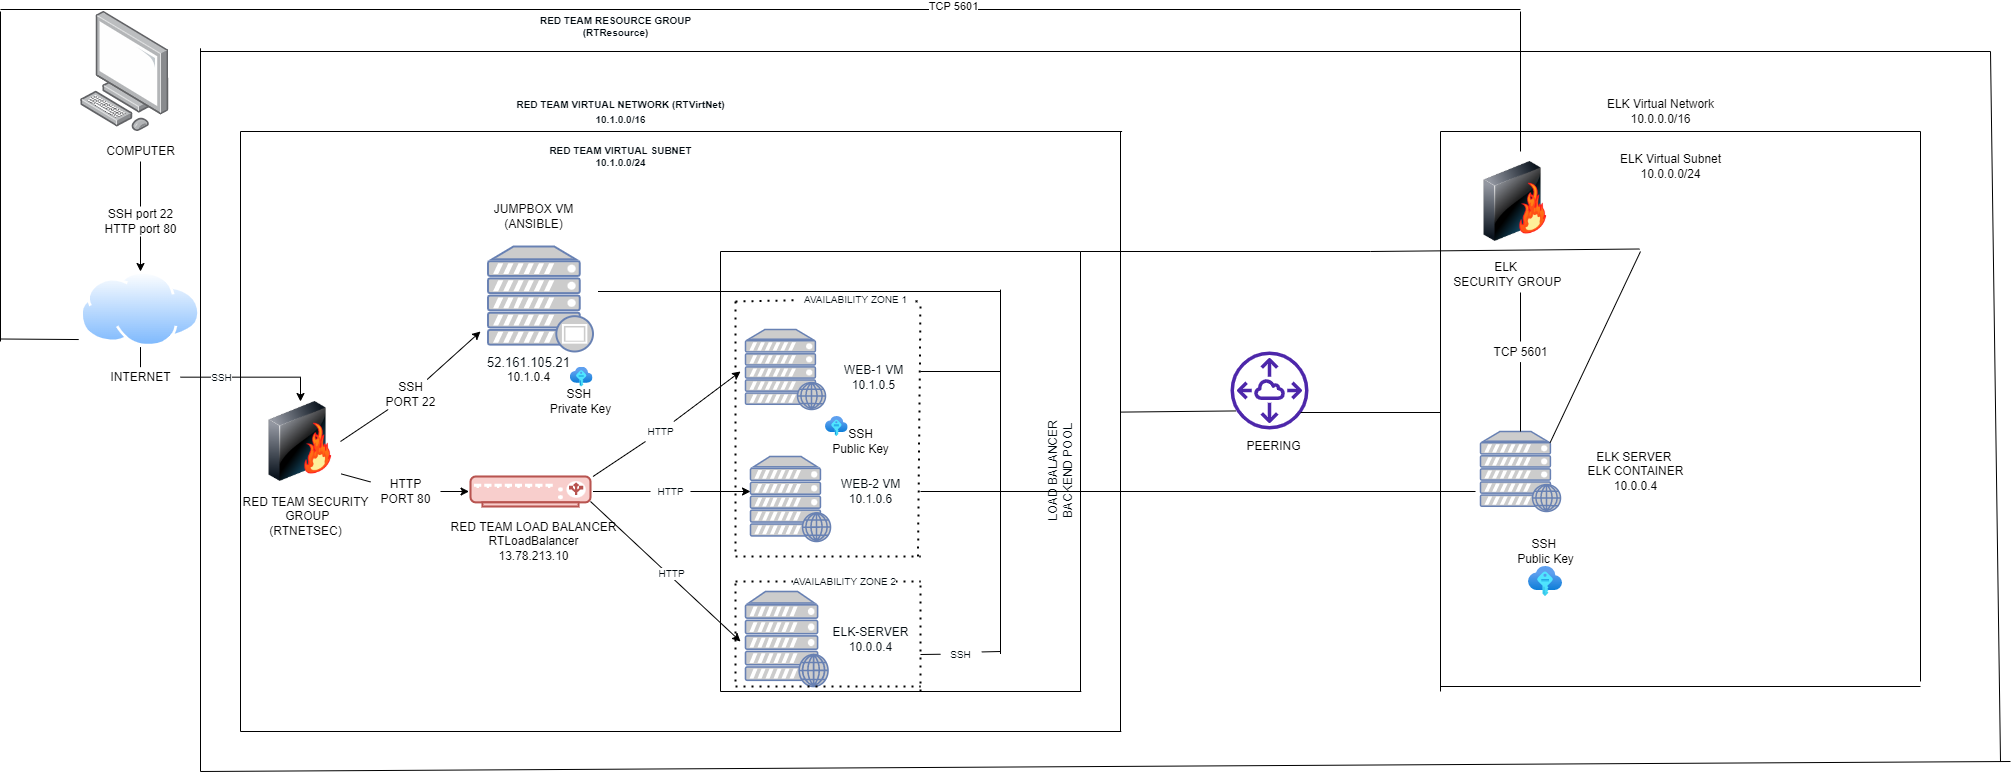 TCP 5601
RED TEAM RESOURCE GROUP
(RTResource)
COMPUTER
SSH port 22
HTTP port 80
INTERNET
SSH
RED TEAM SECURITY
GROUP
(RTNETSEC)
RED TEAM VIRTUAL NETWORK (RTVirtNet)
10.1.0.0/16
RED TEAM VIRTUAL SUBNET
10.1.0.0/24
JUMPBOX VM
(ANSIBLE)
52.161.105.21
10.1.0.4
SSH
Private Key
SSH
PORT 22
HTTP
PORT 80
RED TEAM LOAD BALANCER
RTLoadBalancer
13.78.213.10
HTTP
HTTP
HTTP
AVAILABILITY ZONE 1
WEB-1 VM
10.1.0.5
SSH
Public Key
WEB-2 VM
10.1.0.6
AVAILABILITY ZONE 2
ELK-SERVER
10.0.0.4
SSH
LOAD BALANCER
BACKEND POOL
PEERING
ELK Virtual Network
10.0.0.0/16
ELK Virtual Subnet
10.0.0.0/24
ELK
SECURITY GROUP
TCP 5601
ELK SERVER
ELK CONTAINER
10.0.0.4
SSH
Public Key